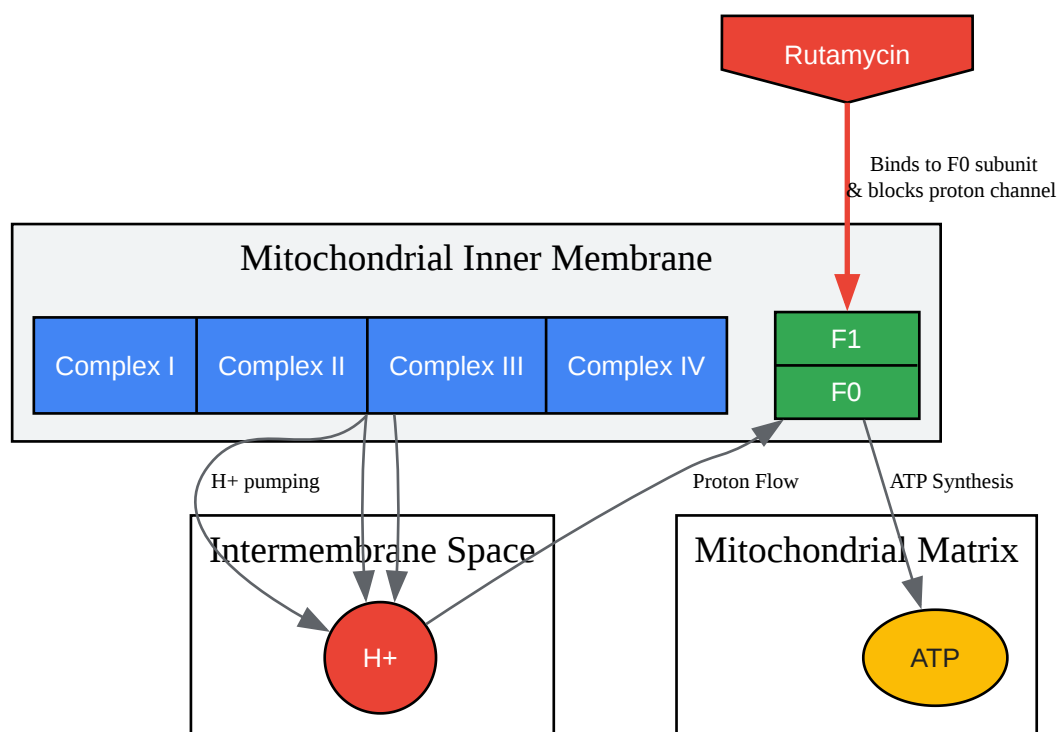 Rutamycin
Binds to F0 subunit
& blocks proton channel
Mitochondrial Inner Membrane
Complex I
Complex II
Complex III
Complex IV
F1
F0
H+ pumping
Proton Flow
ATP Synthesis
Intermembrane Space
Mitochondrial Matrix
H+
ATP